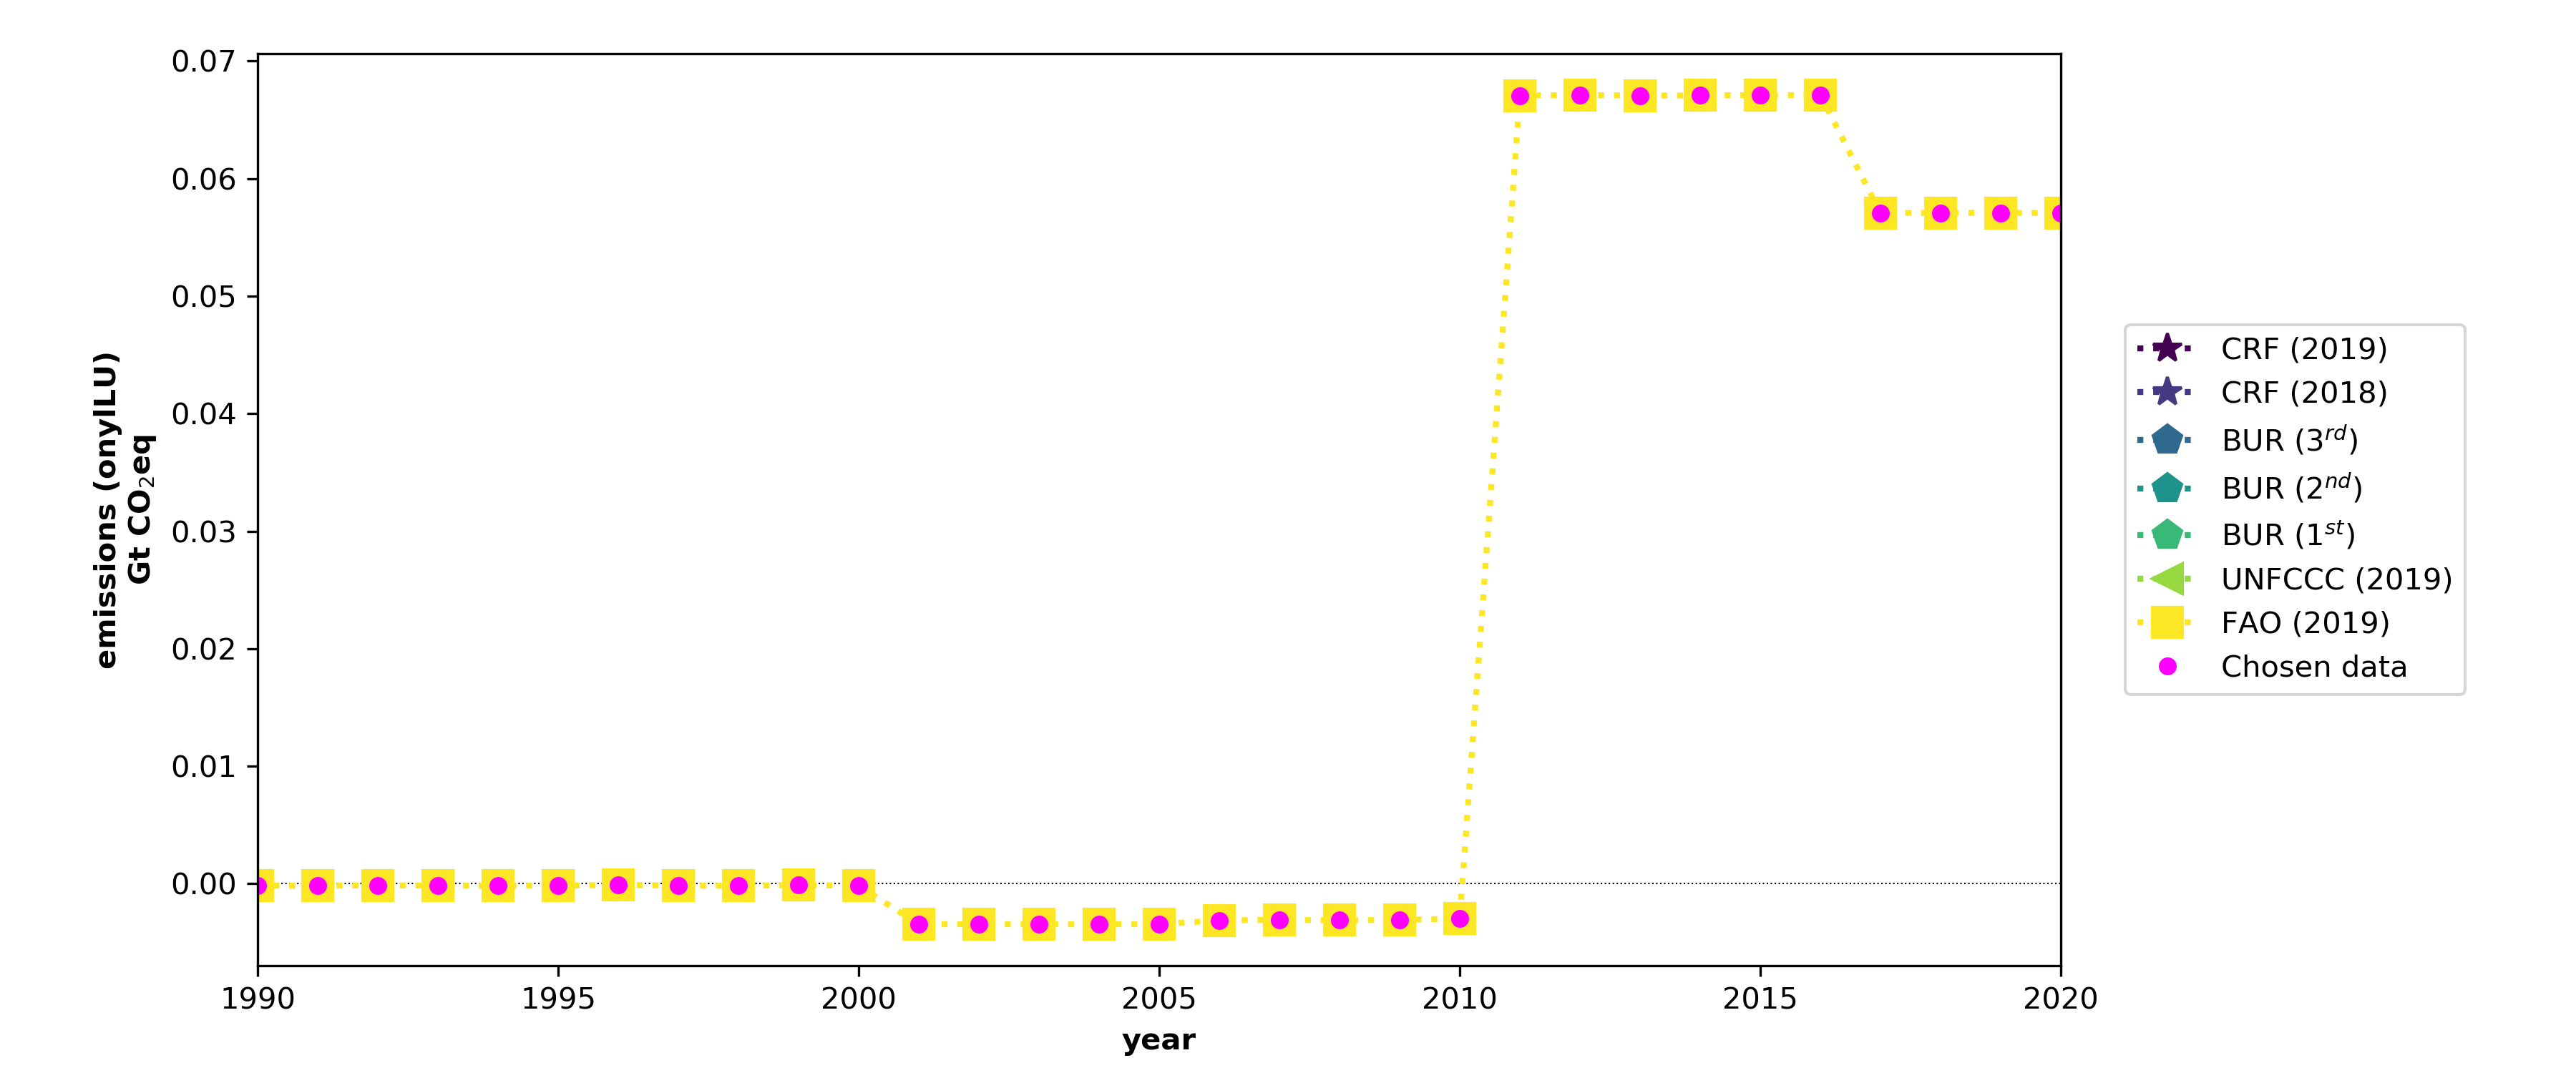 0.07
0.06
0.05
0.04
0.03
0.02
0.01
0.00
emissions (onylLU)
Gt CO₂eq
1990 1995 2000 2005 2010 2015 2020
year
CRF (2019)
CRF (2018)
BUR (3ʳᵈ)
BUR (2ⁿᵈ)
BUR (1ˢᵗ)
UNFCCC (2019)
FAO (2019)
Chosen data